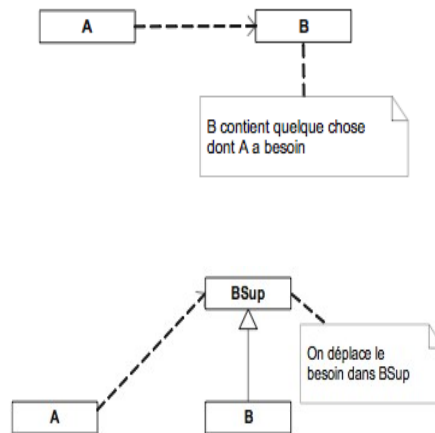 A
B
B contient quelque chose
dont A a besoin
BSup
On déplace le
besoin dans BSup
A
B